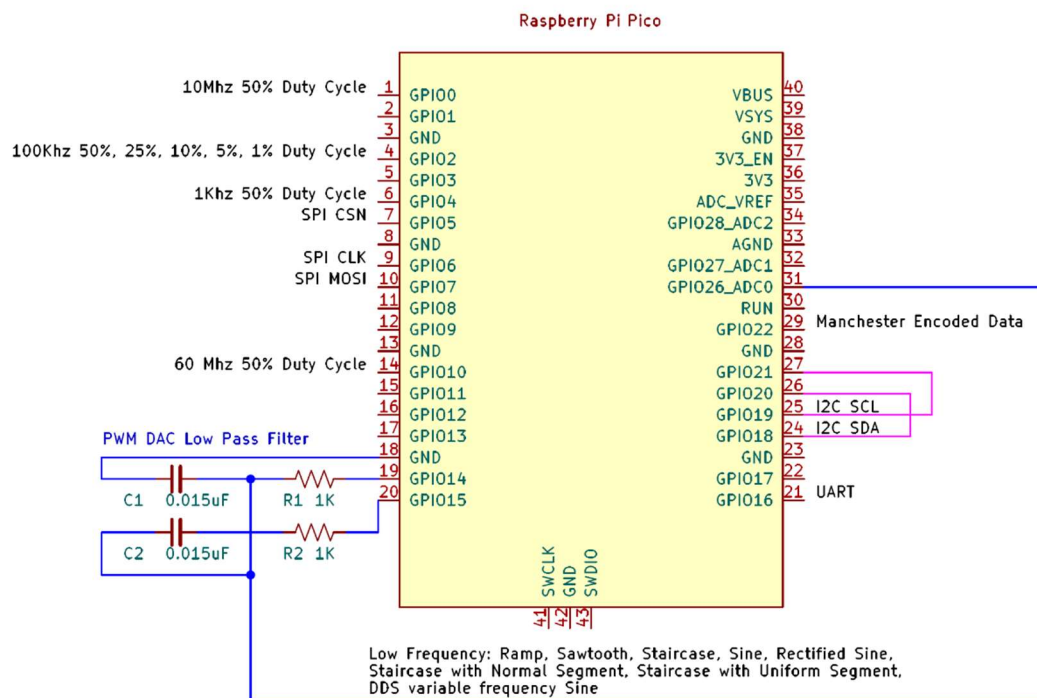 Raspberry Pi Pico
10Mhz 50% Duty Cycle 1 GPIO0 VBUS 40
2 GPIO1 VSYS 39
3 GND GND 38
100Khz 50%, 25%, 10%, 5%, 1% Duty Cycle 4 GPIO2 3V3_EN 37
5 GPIO3 3V3 36
1Khz 50% Duty Cycle 6 GPIO4 ADC_VREF 35
SPI CSN 7 GPIO5 GPIO28_ADC2 34
8 GND AGND 33
SPI CLK 9 GPIO6 GPIO27_ADC1 32
SPI MOSI 10 GPIO7 GPIO26_ADC0 31
11 GPIO8 RUN 30
12 GPIO9 GPIO22 29 Manchester Encoded Data
13 GND GND 28
60 Mhz 50% Duty Cycle 14 GPIO10 GPIO21 27
15 GPIO11 GPIO20 26
16 GPIO12 GPIO19 25 I2C SCL
17 GPIO13 GPIO18 24 I2C SDA
PWM DAC Low Pass Filter 18 GND GND 23
19 GPIO14 GPIO17 22
C1 0.015uF R1 1K 20 GPIO15 GPIO16 21 UART
C2 0.015uF R2 1K
SWCLK GND SWDIO
41 42 43
Low Frequency: Ramp, Sawtooth, Staircase, Sine, Rectified Sine,
Staircase with Normal Segment, Staircase with Uniform Segment,
DDS variable frequency Sine